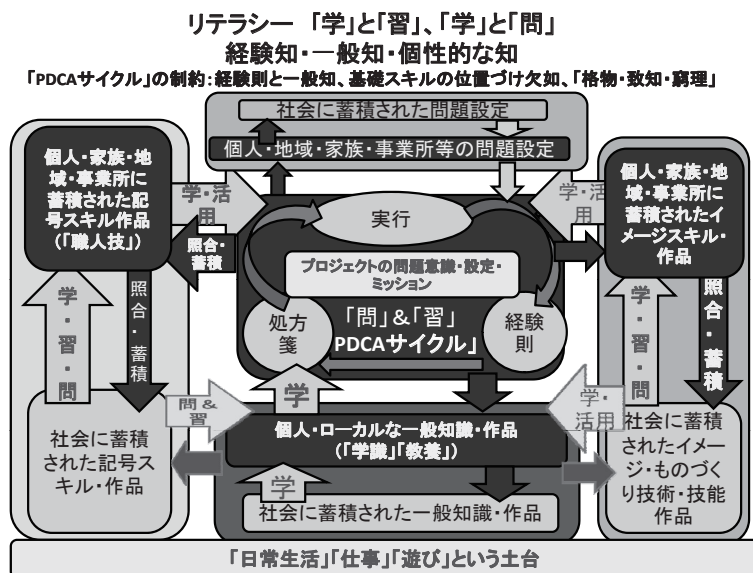 リテラシー 「学」と「習」、「学」と「問」
経験知・一般知・個性的な知
「PDCAサイクル」の制約：経験則と一般知、基礎スキルの位置づけ欠如、「格物・致知・窮理」
社会に蓄積された問題設定
個人・地域・家族・事業所等の問題設定
個人・家族・地
域・事業所に
蓄積された記
号スキル作品
（「職人技」）
学・活
用
照合・
蓄積
実行
プロジェクトの問題意識・設定・
ミッション
処方
箋
「問」&「習」
PDCAサイクル」
経験
則
学・活
用
個人・家族・地
域・事業所に
蓄積されたイ
メージスキル・
作品
学・習・問
照合・蓄積
学・習・問
照合・蓄積
社会に蓄積
された記号ス
キル・作品
問&
習
学
個人・ローカルな一般知識・作品
（「学識」「教養」）
学・
活用
学
社会に蓄積された一般知識・作品
社会に蓄積
されたイメー
ジ・ものづく
り技術・技能
作品
「日常生活」「仕事」「遊び」という土台